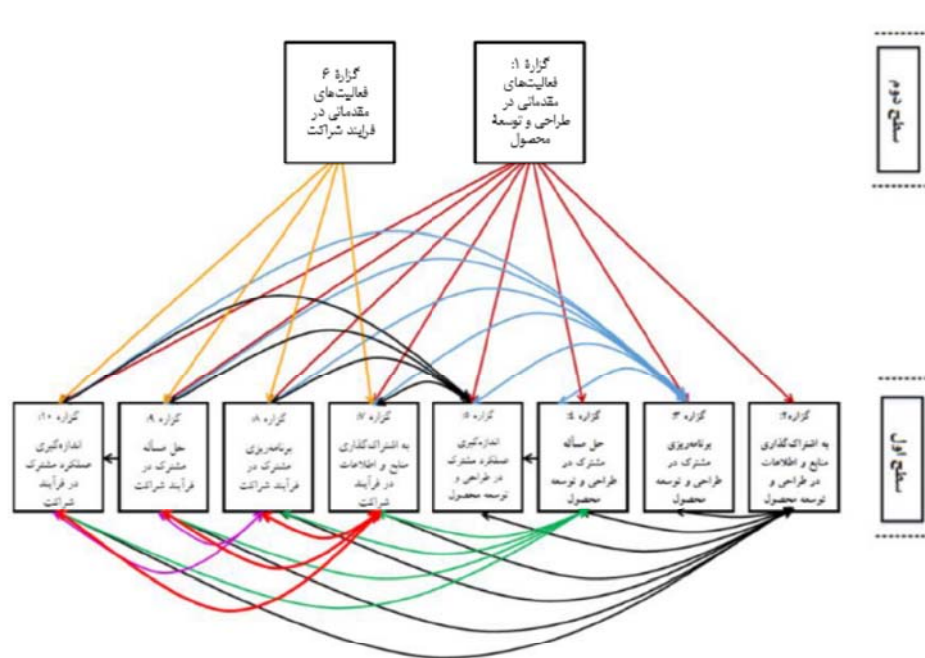 گزارهٔ ۱:
فعالیت‌های
مقدماتی در
طراحی و توسعهٔ
محصول
گزارهٔ ۶
فعالیت‌های
مقدماتی در
فرایند شراکت
سطح دوم
گزاره ۲:
به اشتراک‌گذاری
منابع و اطلاعات
در طراحی و
توسعه محصول
گزاره ۳:
برنامه‌ریزی
مشترک در
طراحی و توسعه
محصول
گزاره ۴:
حل مسأله
مشترک در
طراحی و توسعه
محصول
گزاره ۵:
اندازه‌گیری
عملکرد مشترک
در طراحی و
توسعه محصول
گزاره ۷:
به اشتراک‌گذاری
منابع و اطلاعات
در فرآیند
شراکت
گزاره ۸:
برنامه‌ریزی
مشترک در
فرآیند شراکت
گزاره ۹:
حل مسأله
مشترک در
فرآیند شراکت
گزاره ۱۰:
اندازه‌گیری
عملکرد مشترک
در فرآیند
شراکت
سطح اول